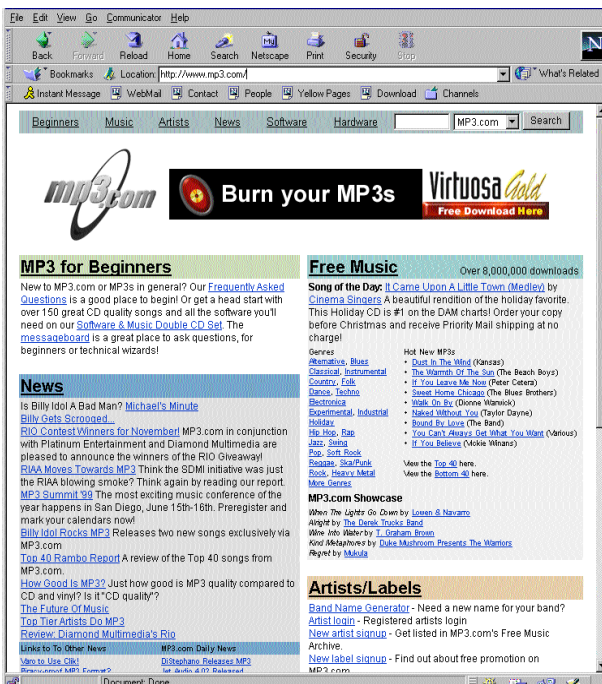 File Edit View Go Communicator Help
Back Forward Reload Home Search Netscape Print Security Stop
Bookmarks Location: http://www.mp3.com/ What's Related
Instant Message WebMail Contact People Yellow Pages Download Channels
Beginners Music Artists News Software Hardware MP3.com Search
mp3.com
Burn your MP3s
Virtuosa Gold
Free Download Here
MP3 for Beginners
New to MP3.com or MP3s in general? Our Frequently Asked
Questions is a good place to begin! Or get a head start with
over 150 great CD quality songs and all the software you'll
need on our Software & Music Double CD Set. The
messageboard is a great place to ask questions, for
beginners or technical wizards!
News
Is Billy Idol A Bad Man? Michael's Minute
Billy Gets Scrooged...
RIO Contest Winners for November! MP3.com in conjunction
with Platinum Entertainment and Diamond Multimedia are
pleased to announce the winners of the RIO Giveaway!
RIAA Moves Towards MP3 Think the SDMI initiative was just
the RIAA blowing smoke? Think again by reading our report.
MP3 Summit '99 The most exciting music conference of the
year happens in San Diego, June 15th-16th. Preregister and
mark your calendars now!
Billy Idol Rocks MP3 Releases two new songs exclusively via
MP3.com
Top 40 Rambo Report A review of the Top 40 songs from
MP3.com.
How Good Is MP3? Just how good is MP3 quality compared to
CD and vinyl? Is it "CD quality"?
The Future Of Music
Top Tier Artists Do MP3
Review: Diamond Multimedia's Rio
Links to To Other News MP3.com Daily News
Varo to Use Clik! DiStephano Releases MP3
Piracy-proof MP3 Format? Jet Audio 4.02 Released
Free Music Over 8,000,000 downloads
Song of the Day: It Came Upon A Little Town (Medley) by
Cinema Singers A beautiful rendition of the holiday favorite.
This Holiday CD is #1 on the DAM charts! Order your copy
before Christmas and receive Priority Mail shipping at no
charge!
Genres
Alternative, Blues
Classical, Instrumental
Country, Folk
Dance, Techno
Electronica
Experimental, Industrial
Holiday
Hip Hop, Rap
Jazz, Swing
Pop, Soft Rock
Reggae, Ska/Punk
Rock, Heavy Metal
More Genres
Hot New MP3s
• Dust In The Wind (Kansas)
• The Warmth Of The Sun (The Beach Boys)
• If You Leave Me Now (Peter Cetera)
• Sweet Home Chicago (The Blues Brothers)
• Walk On By (Dionne Warwick)
• Naked Without You (Taylor Dayne)
• Bound By Love (The Band)
• You Can't Always Get What You Want (Various)
• If You Believe (Vickie Winans)
View the Top 40 here.
View the Bottom 40 here.
MP3.com Showcase
When The Lights Go Down by Lowen & Navarro
Alright by The Derek Trucks Band
Wine Into Water by T. Graham Brown
Kind Metaphores by Duke Mushroom Presents The Warriors
Regret by Mukula
Artists/Labels
Band Name Generator - Need a new name for your band?
Artist login - Registered artists login
New artist signup - Get listed in MP3.com's Free Music
Archive.
New label signup - Find out about free promotion on
MP3.com
Document: Done